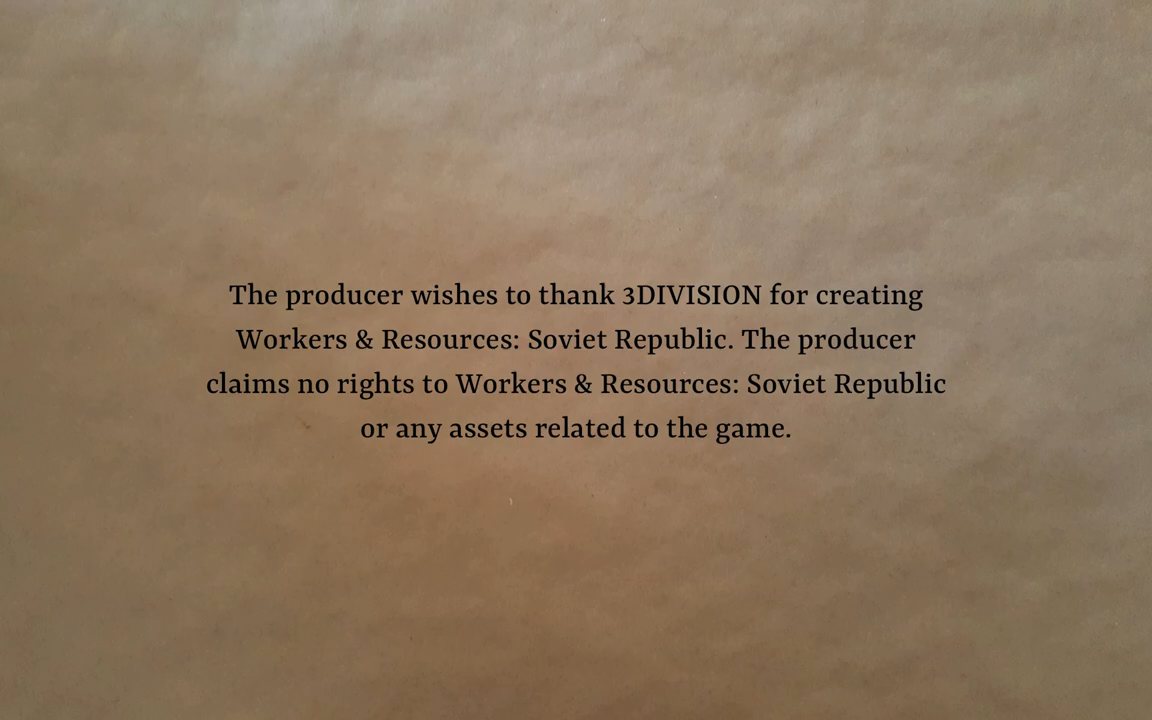 The producer wishes to thank 3DIVISION for creating
Workers & Resources: Soviet Republic. The producer
claims no rights to Workers & Resources: Soviet Republic
or any assets related to the game.